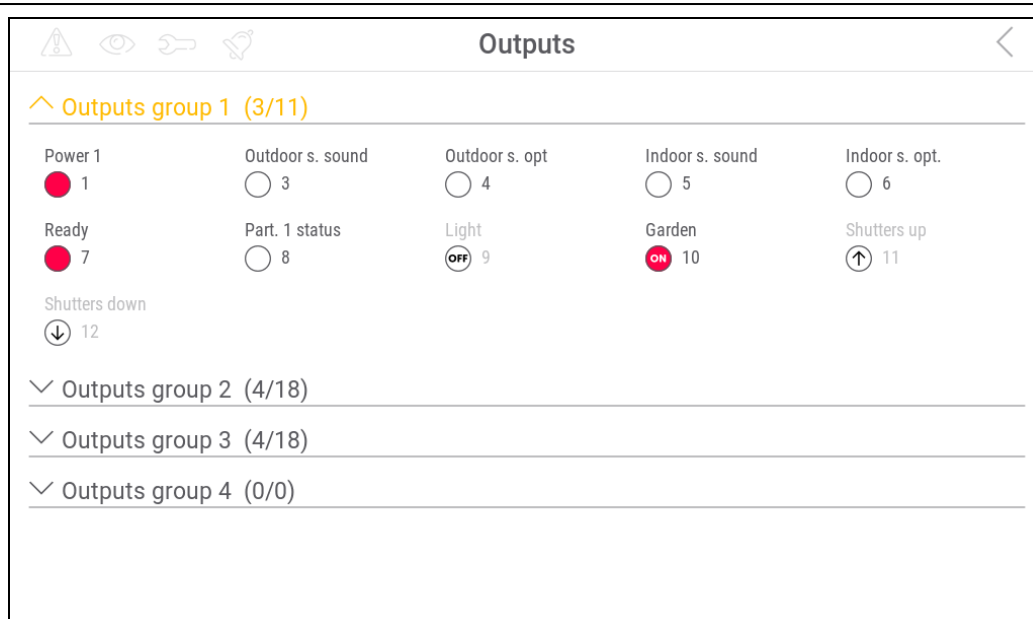 Outputs
Outputs group 1 (3/11)
Power 1 Outdoor s. sound Outdoor s. opt Indoor s. sound Indoor s. opt.
1 3 4 5 6
Ready Part. 1 status Light Garden Shutters up
7 8 OFF 9 ON 10 11
Shutters down
12
Outputs group 2 (4/18)
Outputs group 3 (4/18)
Outputs group 4 (0/0)